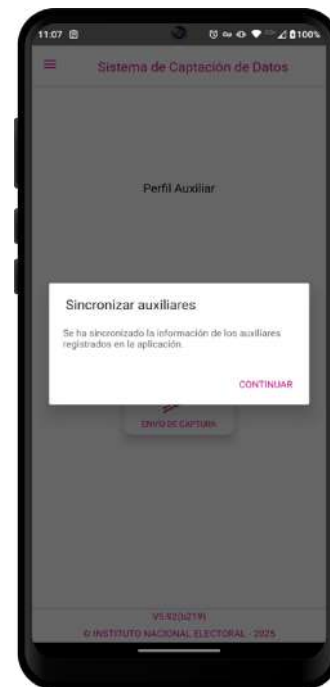 11:07
100%
Sistema de Captación de Datos
Perfil Auxiliar
Sincronizar auxiliares
Se ha sincronizado la información de los auxiliares
registrados en la aplicación.
CONTINUAR
ENVÍO DE CAPTURA
© INSTITUTO NACIONAL ELECTORAL - 2025